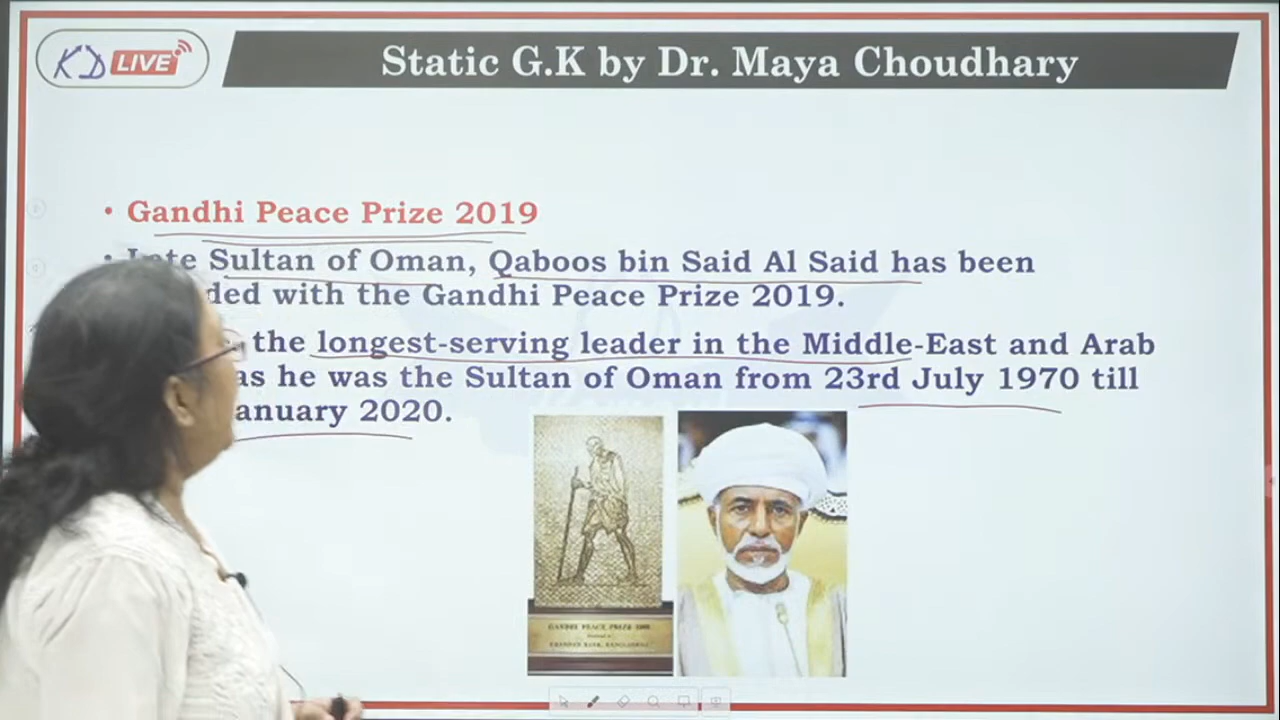 KD LIVE
Static G.K by Dr. Maya Choudhary
• Gandhi Peace Prize 2019
• Late Sultan of Oman, Qaboos bin Said Al Said has been
ded with the Gandhi Peace Prize 2019.
the longest-serving leader in the Middle-East and Arab
as he was the Sultan of Oman from 23rd July 1970 till
anuary 2020.
GANDHI PEACE PRIZE